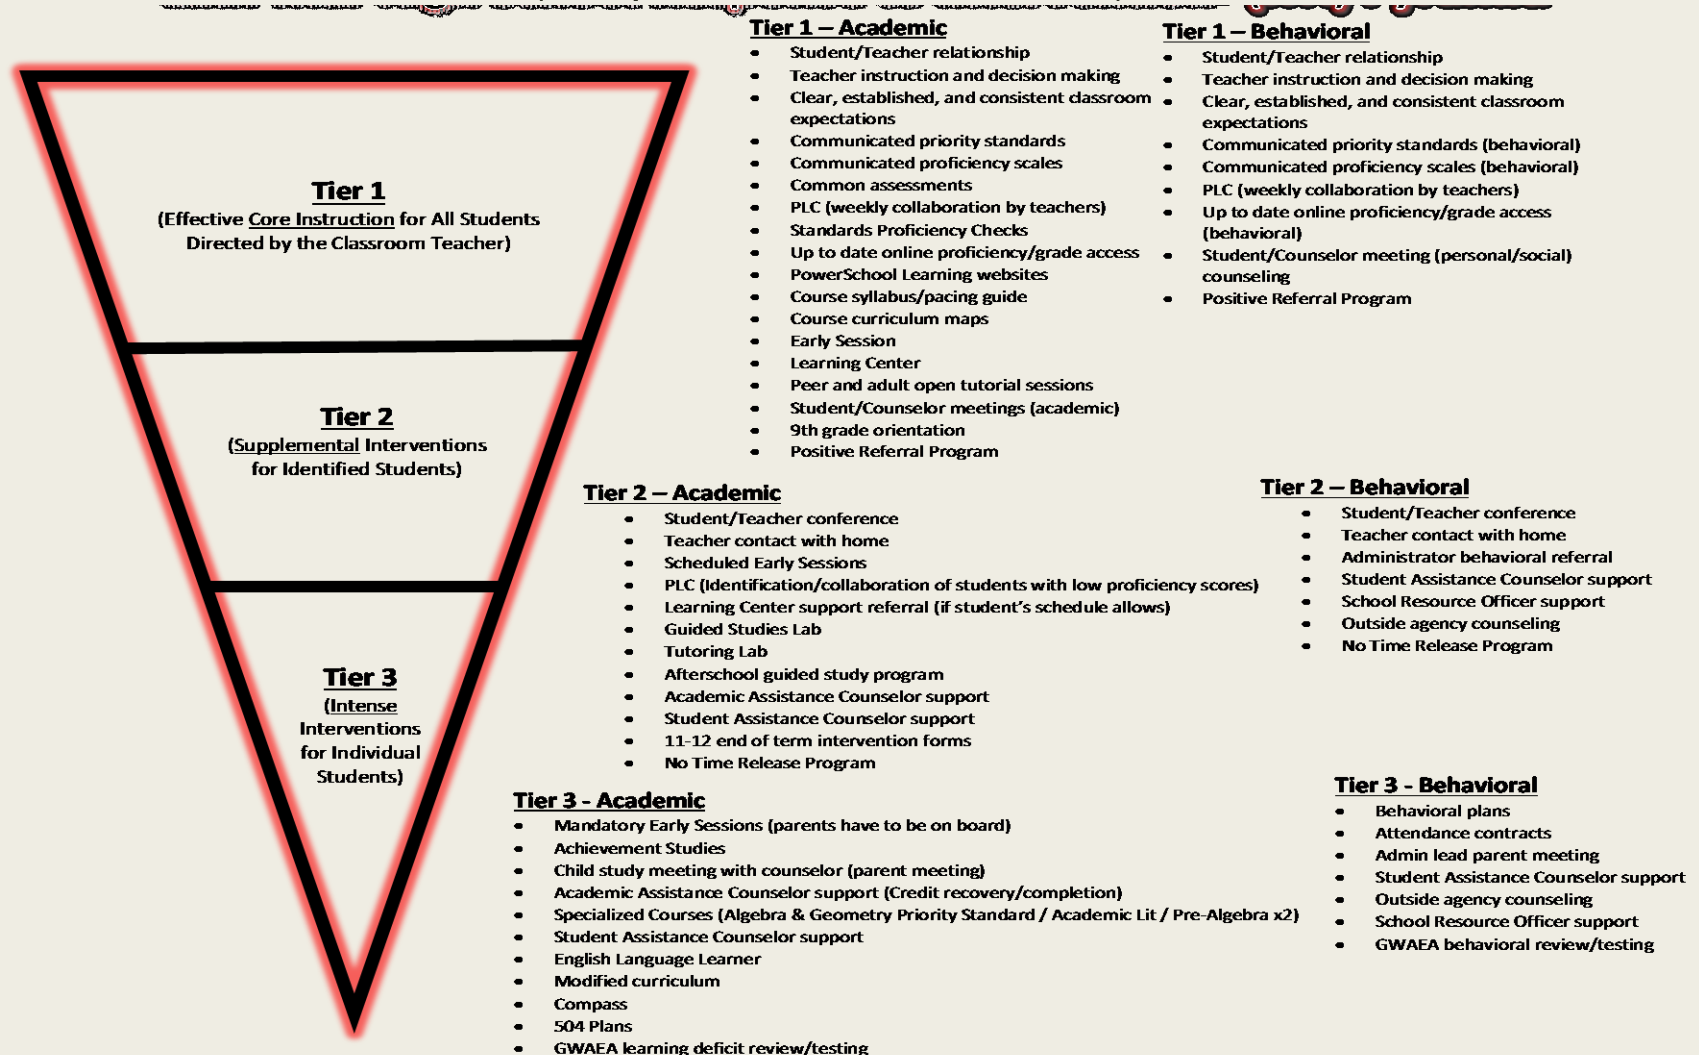 Tier 1
(Effective Core Instruction for All Students
Directed by the Classroom Teacher)
Tier 2
(Supplemental Interventions
for Identified Students)
Tier 3
(Intense
Interventions
for Individual
Students)
Tier 1 – Academic
• Student/Teacher relationship
• Teacher instruction and decision making
• Clear, established, and consistent classroom
expectations
• Communicated priority standards
• Communicated proficiency scales
• Common assessments
• PLC (weekly collaboration by teachers)
• Standards Proficiency Checks
• Up to date online proficiency/grade access
• PowerSchool Learning websites
• Course syllabus/pacing guide
• Course curriculum maps
• Early Session
• Learning Center
• Peer and adult open tutorial sessions
• Student/Counselor meetings (academic)
• 9th grade orientation
• Positive Referral Program
Tier 1 – Behavioral
• Student/Teacher relationship
• Teacher instruction and decision making
• Clear, established, and consistent classroom
expectations
• Communicated priority standards (behavioral)
• Communicated proficiency scales (behavioral)
• PLC (weekly collaboration by teachers)
• Up to date online proficiency/grade access
(behavioral)
• Student/Counselor meeting (personal/social)
counseling
• Positive Referral Program
Tier 2 – Academic
• Student/Teacher conference
• Teacher contact with home
• Scheduled Early Sessions
• PLC (Identification/collaboration of students with low proficiency scores)
• Learning Center support referral (if student's schedule allows)
• Guided Studies Lab
• Tutoring Lab
• Afterschool guided study program
• Academic Assistance Counselor support
• Student Assistance Counselor support
• 11-12 end of term intervention forms
• No Time Release Program
Tier 2 – Behavioral
• Student/Teacher conference
• Teacher contact with home
• Administrator behavioral referral
• Student Assistance Counselor support
• School Resource Officer support
• Outside agency counseling
• No Time Release Program
Tier 3 - Academic
• Mandatory Early Sessions (parents have to be on board)
• Achievement Studies
• Child study meeting with counselor (parent meeting)
• Academic Assistance Counselor support (Credit recovery/completion)
• Specialized Courses (Algebra & Geometry Priority Standard / Academic Lit / Pre-Algebra x2)
• Student Assistance Counselor support
• English Language Learner
• Modified curriculum
• Compass
• 504 Plans
• GWAEA learning deficit review/testing
Tier 3 - Behavioral
• Behavioral plans
• Attendance contracts
• Admin lead parent meeting
• Student Assistance Counselor support
• Outside agency counseling
• School Resource Officer support
• GWAEA behavioral review/testing